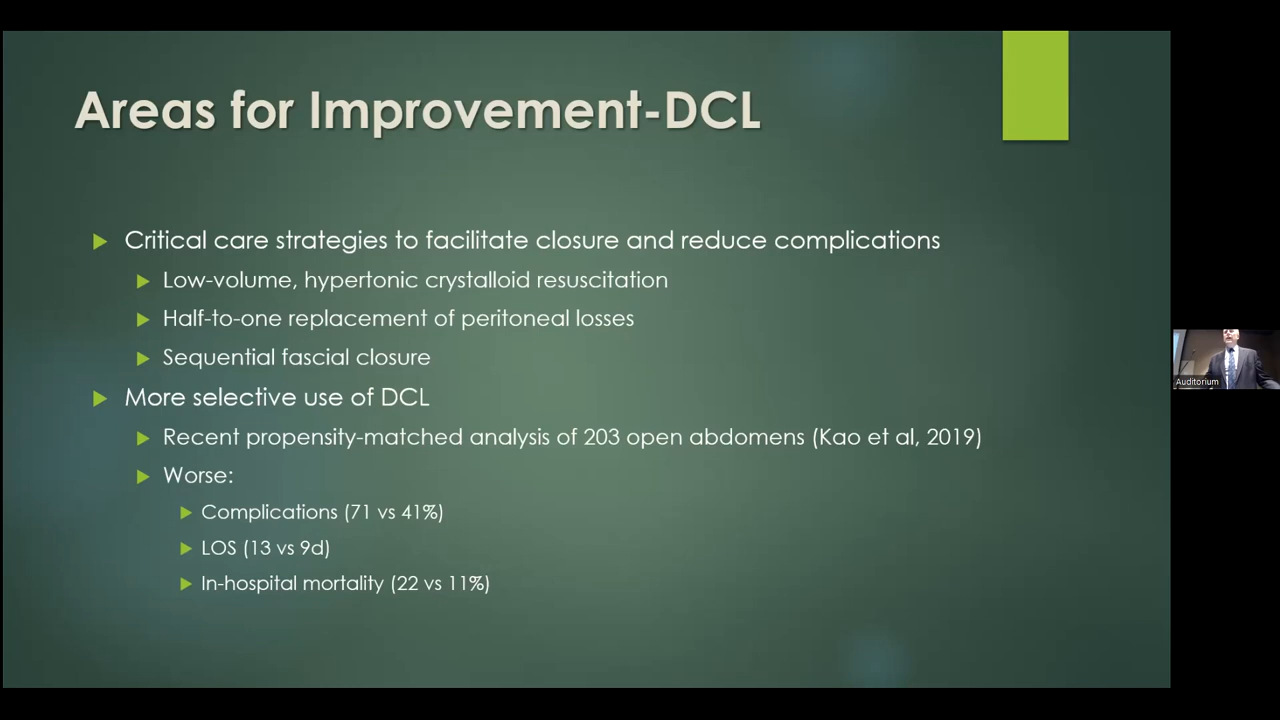 Areas for Improvement-DCL
Critical care strategies to facilitate closure and reduce complications
Low-volume, hypertonic crystalloid resuscitation
Half-to-one replacement of peritoneal losses
Sequential fascial closure
More selective use of DCL
Recent propensity-matched analysis of 203 open abdomens (Kao et al, 2019)
Worse:
Complications (71 vs 41%)
LOS (13 vs 9d)
In-hospital mortality (22 vs 11%)
Auditorium